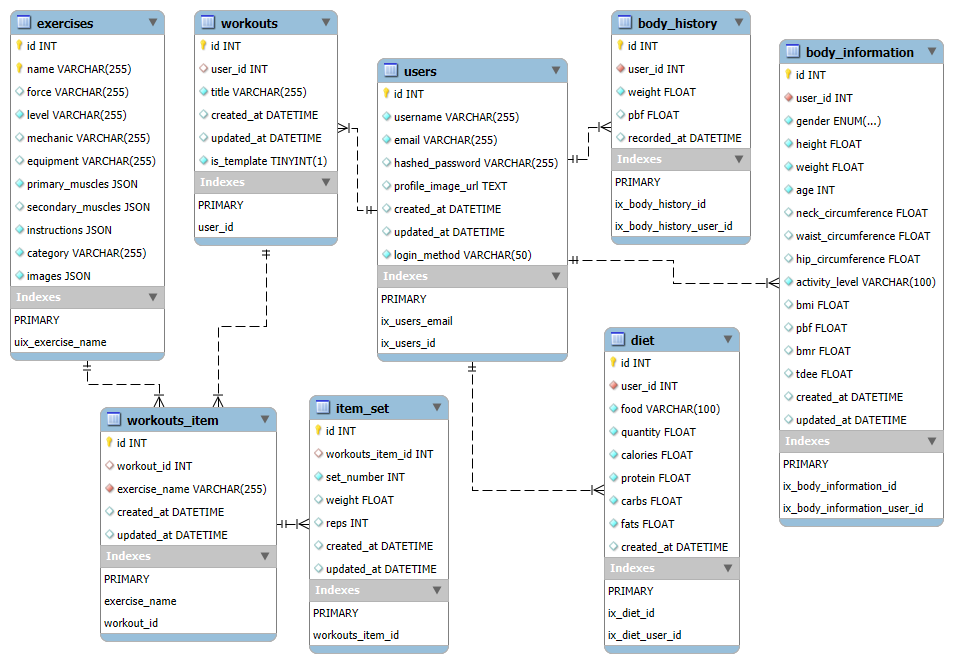 exercises
id INT
name VARCHAR(255)
force VARCHAR(255)
level VARCHAR(255)
mechanic VARCHAR(255)
equipment VARCHAR(255)
primary_muscles JSON
secondary_muscles JSON
instructions JSON
category VARCHAR(255)
images JSON
Indexes
PRIMARY
uix_exercise_name
workouts
id INT
user_id INT
title VARCHAR(255)
created_at DATETIME
updated_at DATETIME
is_template TINYINT(1)
Indexes
PRIMARY
user_id
users
id INT
username VARCHAR(255)
email VARCHAR(255)
hashed_password VARCHAR(255)
profile_image_url TEXT
created_at DATETIME
updated_at DATETIME
login_method VARCHAR(50)
Indexes
PRIMARY
ix_users_email
ix_users_id
body_history
id INT
user_id INT
weight FLOAT
pbf FLOAT
recorded_at DATETIME
Indexes
PRIMARY
ix_body_history_id
ix_body_history_user_id
body_information
id INT
user_id INT
gender ENUM(...)
height FLOAT
weight FLOAT
age INT
neck_circumference FLOAT
waist_circumference FLOAT
hip_circumference FLOAT
activity_level VARCHAR(100)
bmi FLOAT
pbf FLOAT
bmr FLOAT
tdee FLOAT
created_at DATETIME
updated_at DATETIME
Indexes
PRIMARY
ix_body_information_id
ix_body_information_user_id
workouts_item
id INT
workout_id INT
exercise_name VARCHAR(255)
created_at DATETIME
updated_at DATETIME
Indexes
PRIMARY
exercise_name
workout_id
item_set
id INT
workouts_item_id INT
set_number INT
weight FLOAT
reps INT
created_at DATETIME
updated_at DATETIME
Indexes
PRIMARY
workouts_item_id
diet
id INT
user_id INT
food VARCHAR(100)
quantity FLOAT
calories FLOAT
protein FLOAT
carbs FLOAT
fats FLOAT
created_at DATETIME
Indexes
PRIMARY
ix_diet_id
ix_diet_user_id